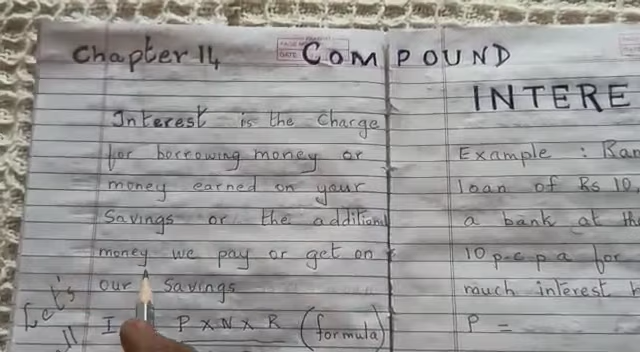 Chapter 14 COMPOUND
INTERE
Interest is the Charge
for borrowing money or
money earned on your
Savings or the additional
money we pay or get on
our Savings
I P x N x R (formula)
Let's
Example : Ram
loan of Rs 10
a bank at th
10 p.c.p.a for
much interest
P =